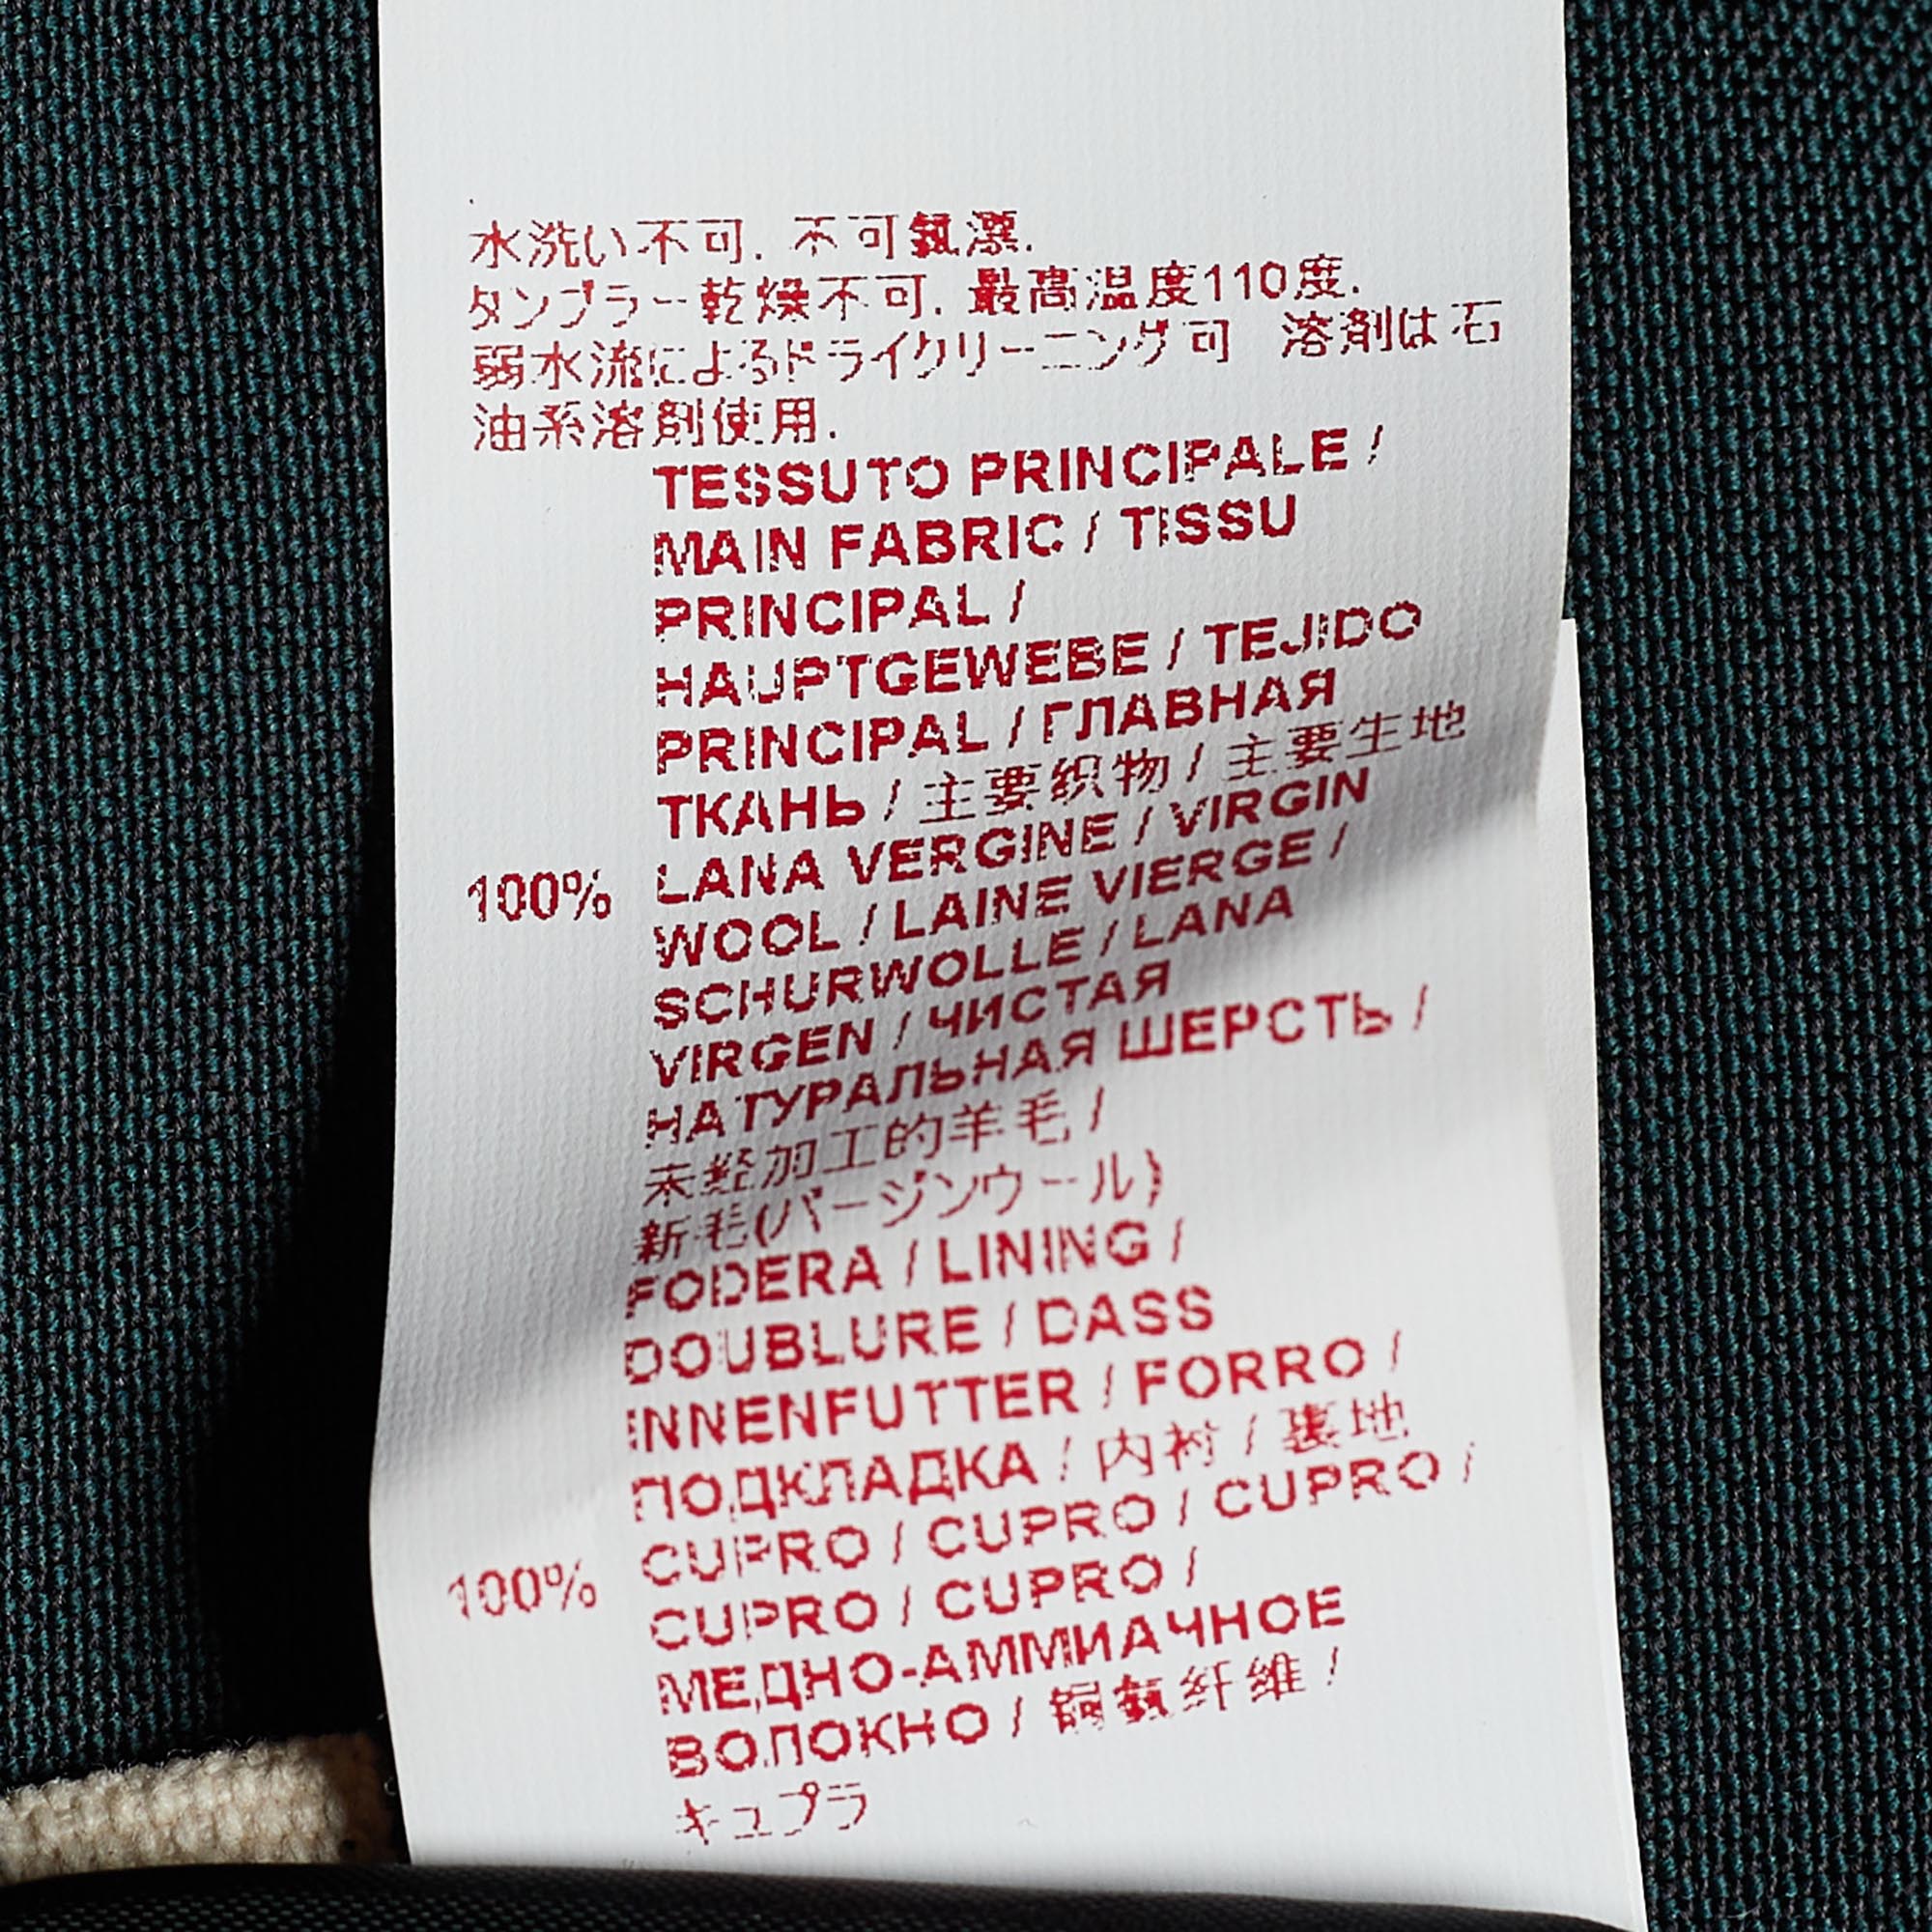 水洗い不可. 不可氯漂.
タンブラー乾燥不可. 最高温度110度.
弱水流によるドライクリーニング可 溶剤は石
油系溶剤使用.
TESSUTO PRINCIPALE /
MAIN FABRIC / TISSU
PRINCIPAL /
HAUPTGEWEBE / TEJIDO
PRINCIPAL / ГЛАВНАЯ
ТКАНЬ / 主要织物 / 主要生地
100% LANA VERGINE / VIRGIN
WOOL / LAINE VIERGE /
SCHURWOLLE / LANA
VIRGEN / ЧИСТАЯ
НАТУРАЛЬНАЯ ШЕРСТЬ /
未经加工的羊毛 /
新毛(バージンウール)
FODERA / LINING /
DOUBLURE / DASS
INNENFUTTER / FORRO /
ПОДКЛАДКА / 内衬 / 裏地
100% CUPRO / CUPRO / CUPRO /
CUPRO / CUPRO /
МЕДНО-АММИАЧНОЕ
ВОЛОКНО / 铜氨纤维 /
キュプラ